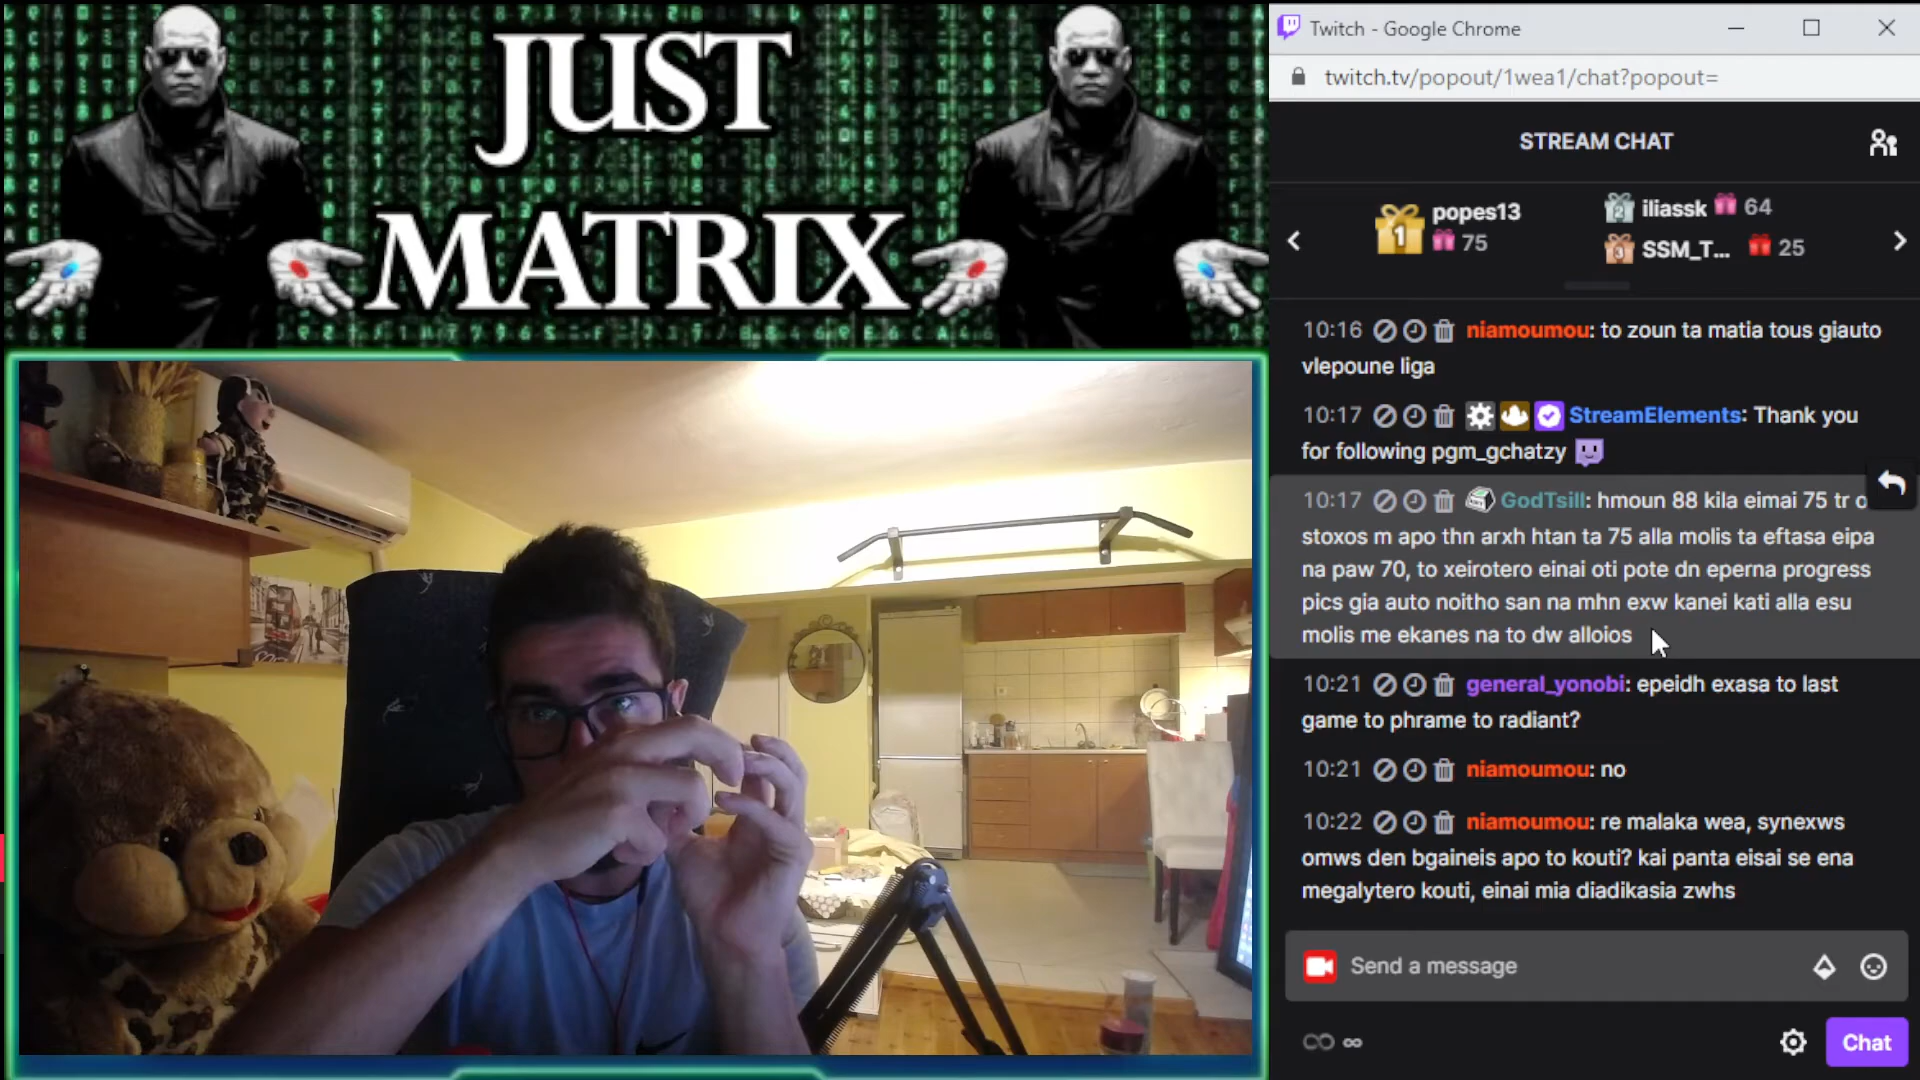 JUST
MATRIX
Twitch - Google Chrome
twitch.tv/popout/1wea1/chat?popout=
STREAM CHAT
1 popes13
75
2 iliassk 64
3 SSM_T... 25
10:16 niamoumou: to zoun ta matia tous giauto
vlepoune liga
10:17 StreamElements: Thank you
for following pgm_gchatzy
10:17 GodTsill: hmoun 88 kila eimai 75 tr o
stoxos m apo thn arxh htan ta 75 alla molis ta eftasa eipa
na paw 70, to xeirotero einai oti pote dn eperna progress
pics gia auto noitho san na mhn exw kanei kati alla esu
molis me ekanes na to dw alloios
10:21 general_yonobi: epeidh exasa to last
game to phrame to radiant?
10:21 niamoumou: no
10:22 niamoumou: re malaka wea, synexws
omws den bgaineis apo to kouti? kai panta eisai se ena
megalytero kouti, einai mia diadikasia zwhs
Send a message
∞ ∞
Chat